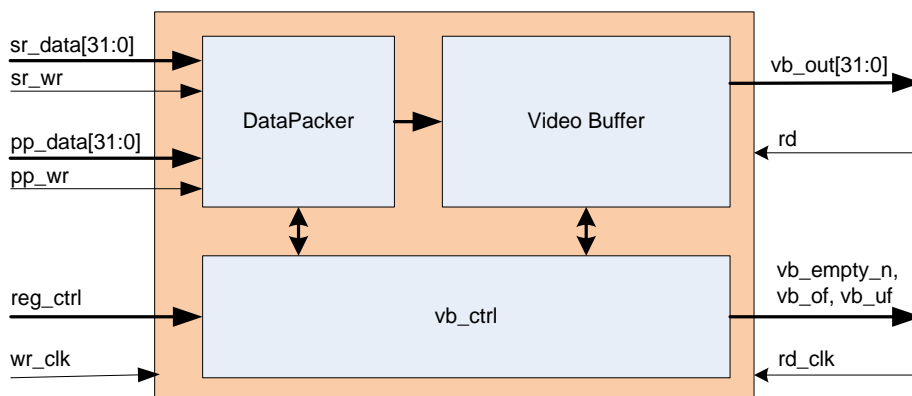 sr_data[31:0]
sr_wr
pp_data[31:0]
pp_wr
DataPacker
Video Buffer
vb_out[31:0]
rd
reg_ctrl
wr_clk
vb_ctrl
vb_empty_n,
vb_of, vb_uf
rd_clk